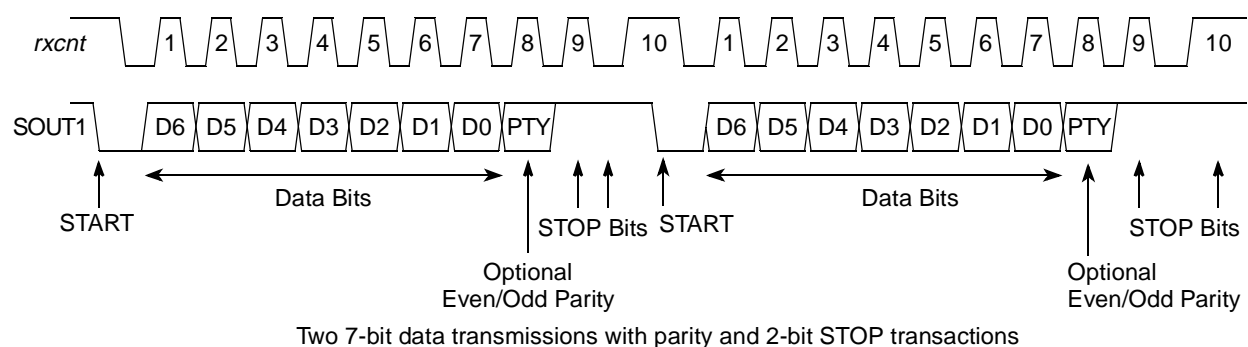 rxcnt 1 2 3 4 5 6 7 8 9 10 1 2 3 4 5 6 7 8 9 10
SOUT1 D6 D5 D4 D3 D2 D1 D0 PTY D6 D5 D4 D3 D2 D1 D0 PTY
Data Bits Data Bits
START STOP Bits START STOP Bits
Optional Optional
Even/Odd Parity Even/Odd Parity
Two 7-bit data transmissions with parity and 2-bit STOP transactions